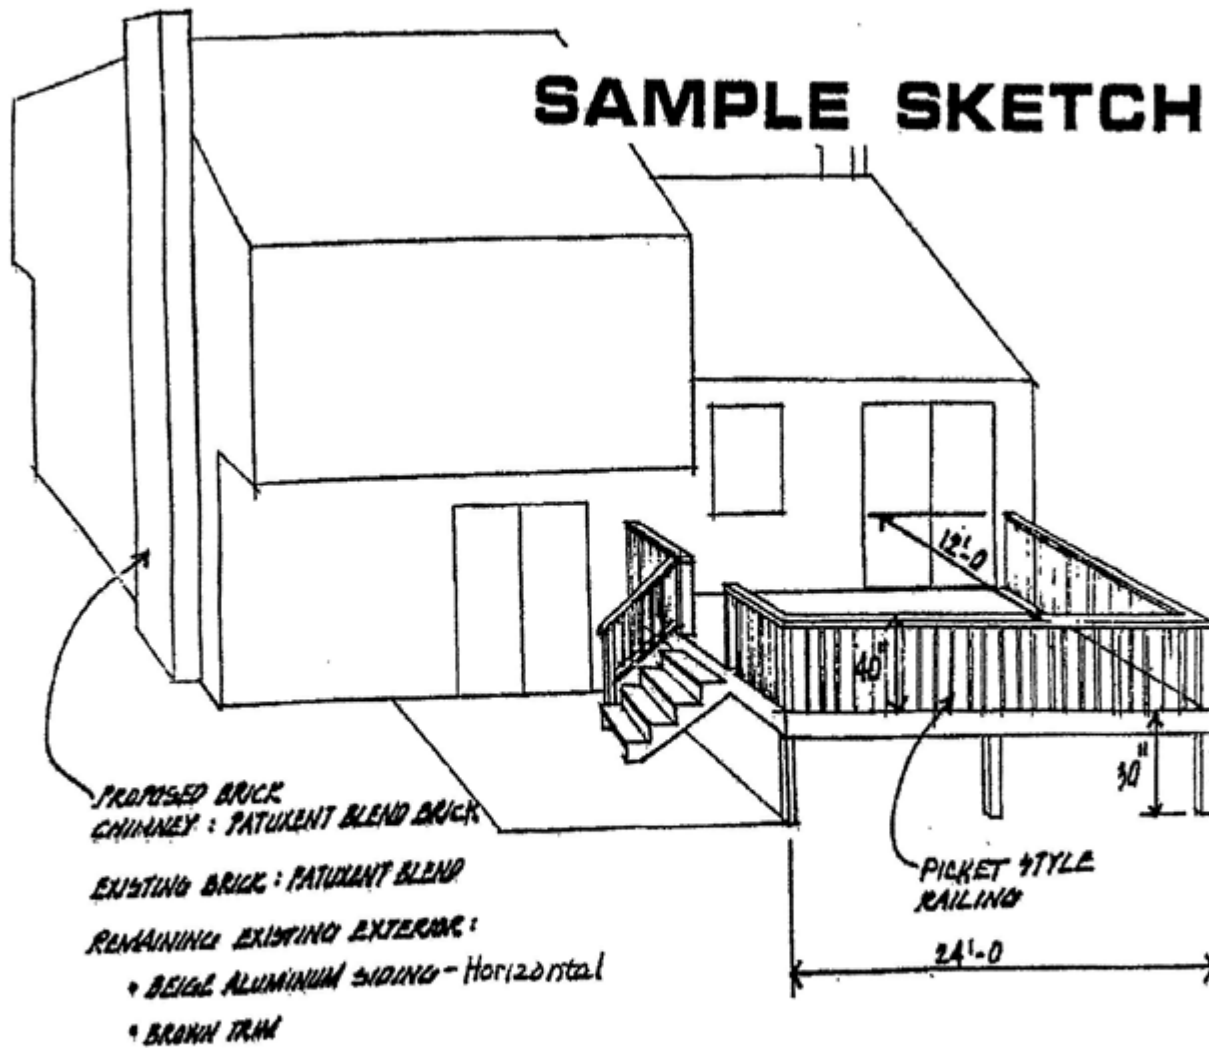 SAMPLE SKETCH
12'-0
40"
30"
PROPOSED BRICK
CHIMNEY : PATUXENT BLEND BRICK
EXISTING BRICK : PATUXENT BLEND
REMAINING EXISTING EXTERIOR :
• BEIGE ALUMINUM SIDING - Horizontal
• BROWN TRIM
PICKET STYLE
RAILING
24'-0